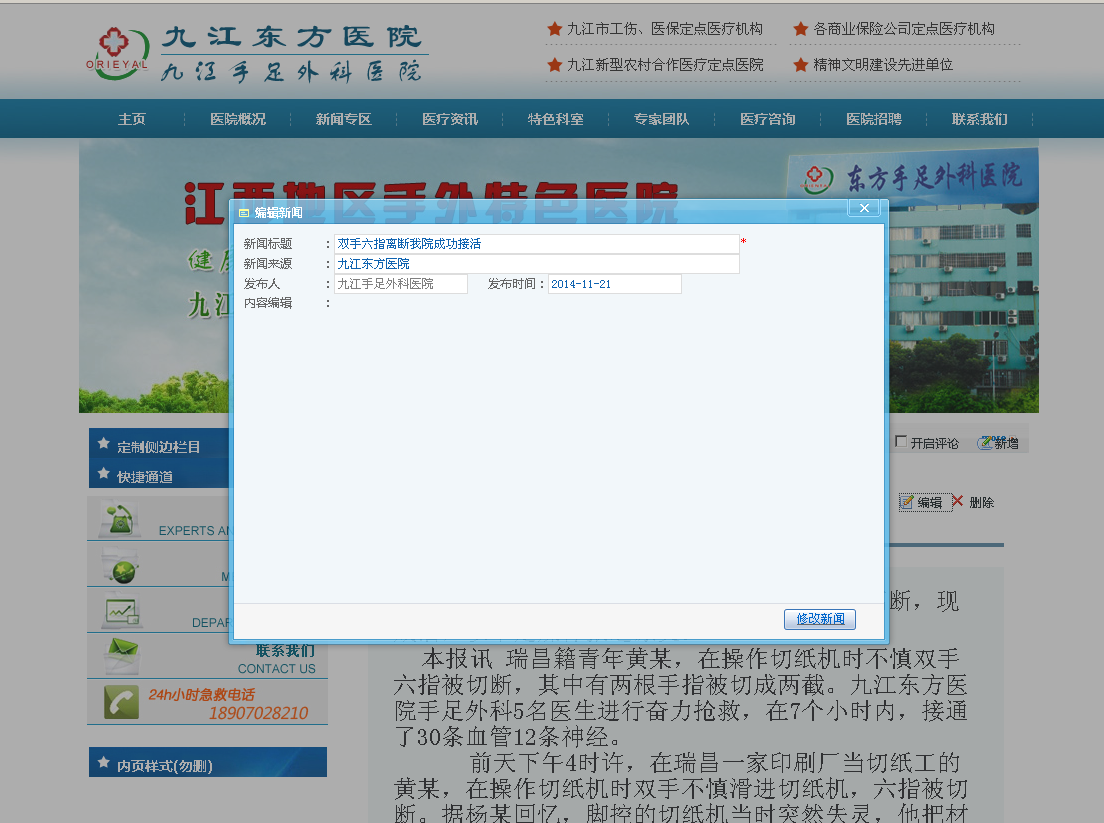 九江东方医院
九江手足外科医院
ORIEYAL
九江市工伤、医保定点医疗机构
各商业保险公司定点医疗机构
九江新型农村合作医疗定点医院
精神文明建设先进单位
主页 医院概况 新闻专区 医疗资讯 特色科室 专家团队 医疗咨询 医院招聘 联系我们
江西地区手外特色医院
东方手足外科医院
健
九江
编辑新闻
新闻标题 : 双手六指离断我院成功接活 *
新闻来源 : 九江东方医院
发布人 : 九江手足外科医院 发布时间 : 2014-11-21
内容编辑 :
修改新闻
定制侧边栏目
快捷通道
开启评论 新增
编辑 删除
EXPERTS AN
M
DEPAR
联系我们
CONTACT US
24h小时急救电话
18907028210
内页样式(勿删)
断，现
本报讯 瑞昌籍青年黄某，在操作切纸机时不慎双手
六指被切断，其中有两根手指被切成两截。九江东方医
院手足外科5名医生进行奋力抢救，在7个小时内，接通
了30条血管12条神经。
前天下午4时许，在瑞昌一家印刷厂当切纸工的
黄某，在操作切纸机时双手不慎滑进切纸机，六指被切
断。据杨某回忆，脚控的切纸机当时突然失灵，他把材